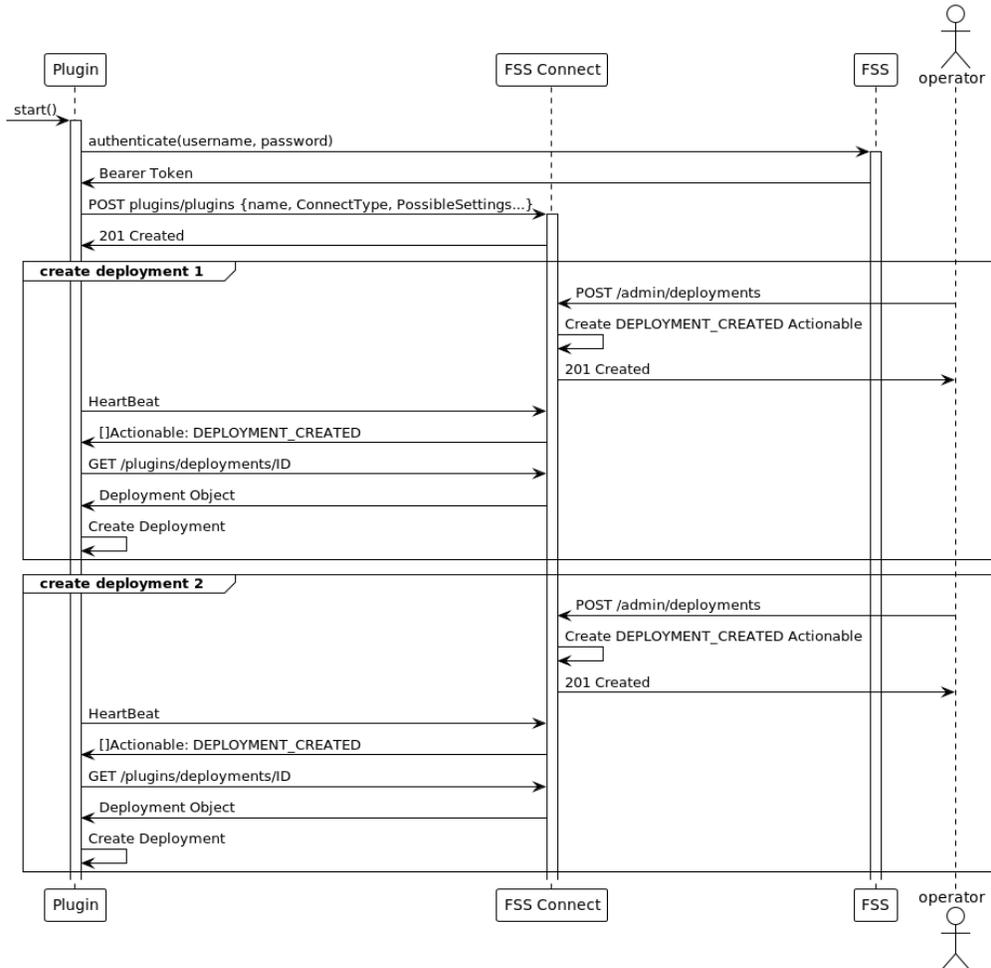 operator
Plugin
FSS Connect
FSS
start()
authenticate(username, password)
Bearer Token
POST plugins/plugins {name, ConnectType, PossibleSettings...}
201 Created
create deployment 1
POST /admin/deployments
Create DEPLOYMENT_CREATED Actionable
201 Created
HeartBeat
[]Actionable: DEPLOYMENT_CREATED
GET /plugins/deployments/ID
Deployment Object
Create Deployment
create deployment 2
POST /admin/deployments
Create DEPLOYMENT_CREATED Actionable
201 Created
HeartBeat
[]Actionable: DEPLOYMENT_CREATED
GET /plugins/deployments/ID
Deployment Object
Create Deployment
Plugin
FSS Connect
FSS
operator